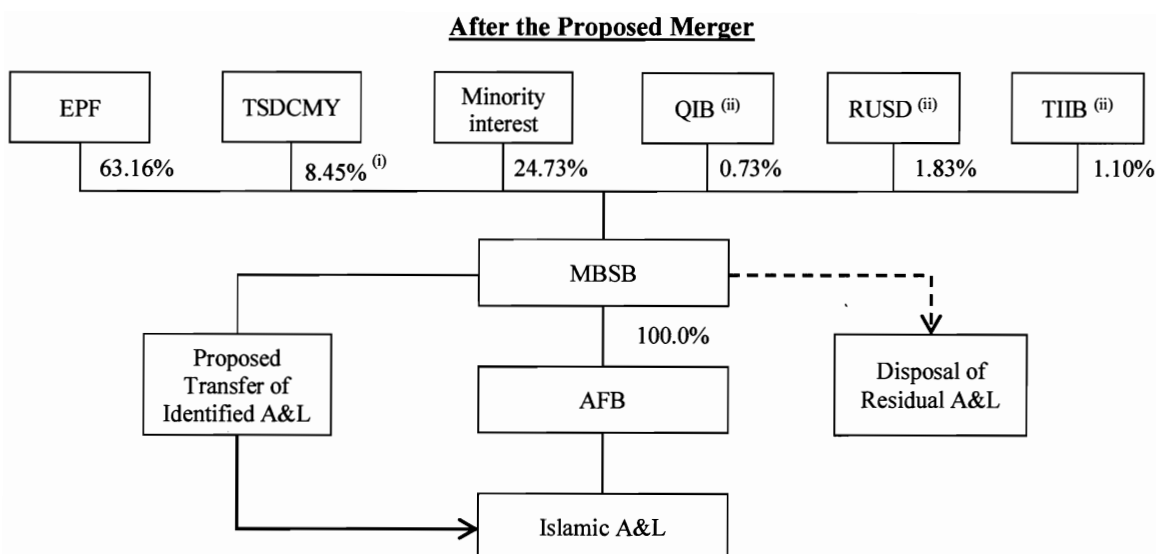 After the Proposed Merger
EPF
TSDCMY
Minority
interest
QIB (ii)
RUSD (ii)
TIIB (ii)
63.16%
8.45% (i)
24.73%
0.73%
1.83%
1.10%
MBSB
100.0%
Proposed
Transfer of
Identified A&L
AFB
Disposal of
Residual A&L
Islamic A&L